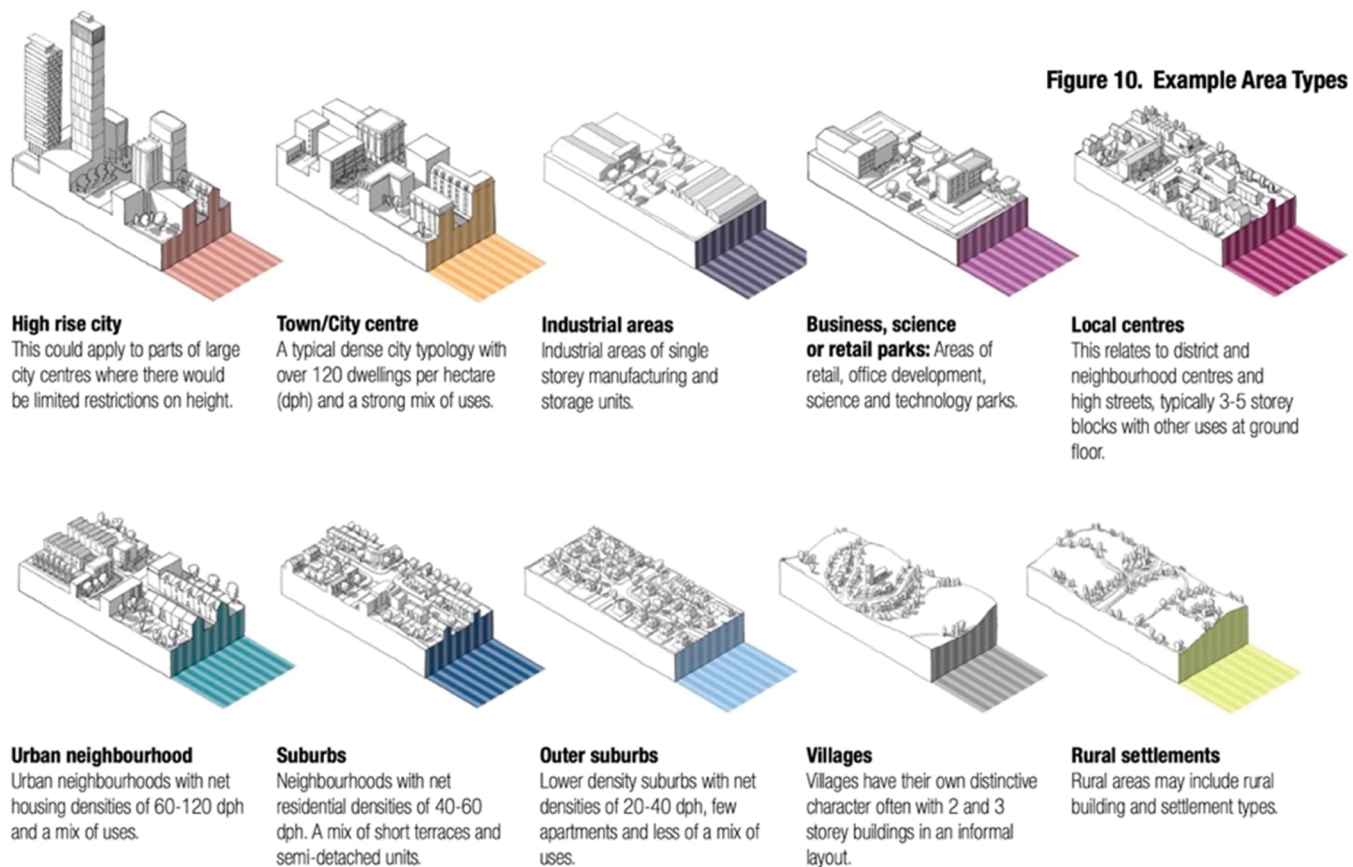 Figure 10. Example Area Types
High rise city
This could apply to parts of large
city centres where there would
be limited restrictions on height.
Town/City centre
A typical dense city typology with
over 120 dwellings per hectare
(dph) and a strong mix of uses.
Industrial areas
Industrial areas of single
storey manufacturing and
storage units.
Business, science
or retail parks: Areas of
retail, office development,
science and technology parks.
Local centres
This relates to district and
neighbourhood centres and
high streets, typically 3-5 storey
blocks with other uses at ground
floor.
Urban neighbourhood
Urban neighbourhoods with net
housing densities of 60-120 dph
and a mix of uses.
Suburbs
Neighbourhoods with net
residential densities of 40-60
dph. A mix of short terraces and
semi-detached units.
Outer suburbs
Lower density suburbs with net
densities of 20-40 dph, few
apartments and less of a mix of
uses.
Villages
Villages have their own distinctive
character often with 2 and 3
storey buildings in an informal
layout.
Rural settlements
Rural areas may include rural
building and settlement types.